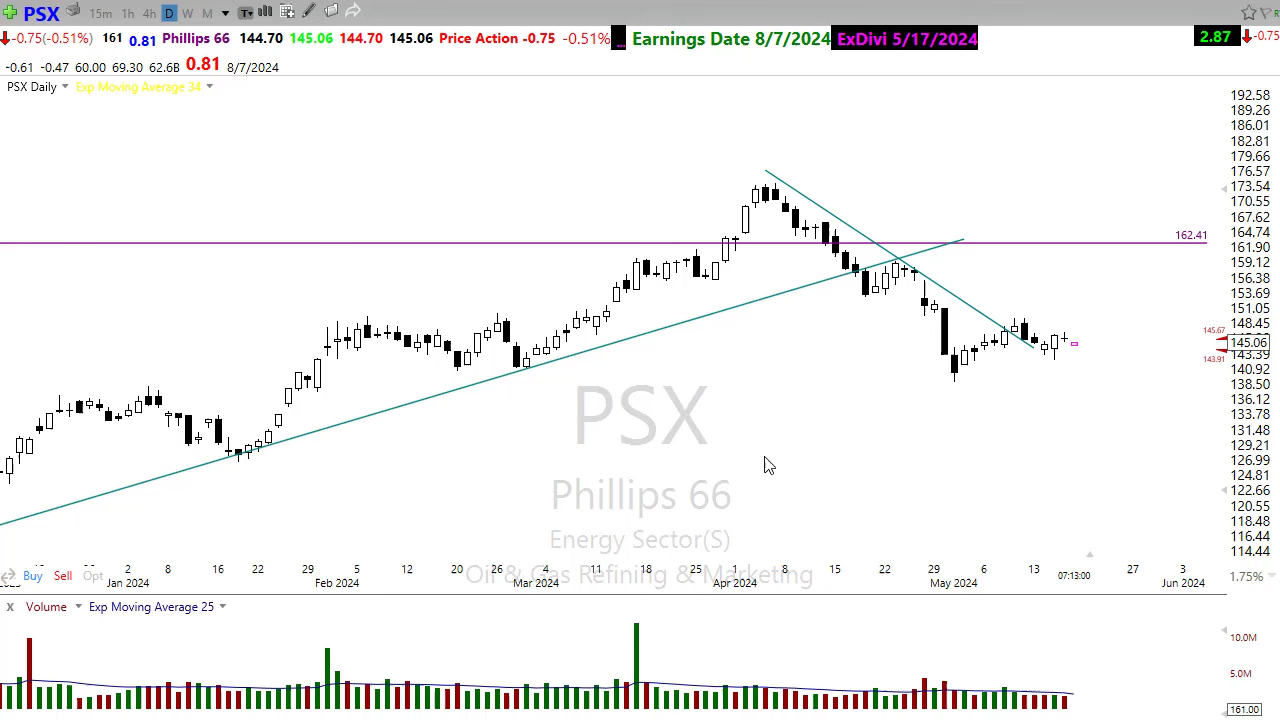 PSX 15m 1h 4h D W M T
-0.75(-0.51%) 161 0.81 Phillips 66 144.70 145.06 144.70 145.06 Price Action -0.75 -0.51% ... Earnings Date 8/7/2024 ExDivi 5/17/2024 2.87 -0.75
-0.61 -0.47 60.00 69.30 62.6B 0.81 8/7/2024
PSX Daily Exp Moving Average 34
192.58
189.26
186.01
182.81
179.66
176.57
173.54
170.55
167.62
164.74
162.41
161.90
159.12
156.38
153.69
151.05
148.45
145.67
145.06
143.39
143.91
140.92
138.50
136.12
133.78
131.48
129.21
126.99
124.81
122.66
120.55
118.48
116.44
114.44
PSX
Phillips 66
Energy Sector(S)
Oil & Gas Refining & Marketing
2 8 16 22 29 5 12 20 26 4 11 18 25 1 8 15 22 29 6 13 27 3
Jan 2024 Feb 2024 Mar 2024 Apr 2024 May 2024 07:13:00 Jun 2024
Buy Sell Opt
1.75%
X Volume Exp Moving Average 25
10.0M
5.0M
161.00